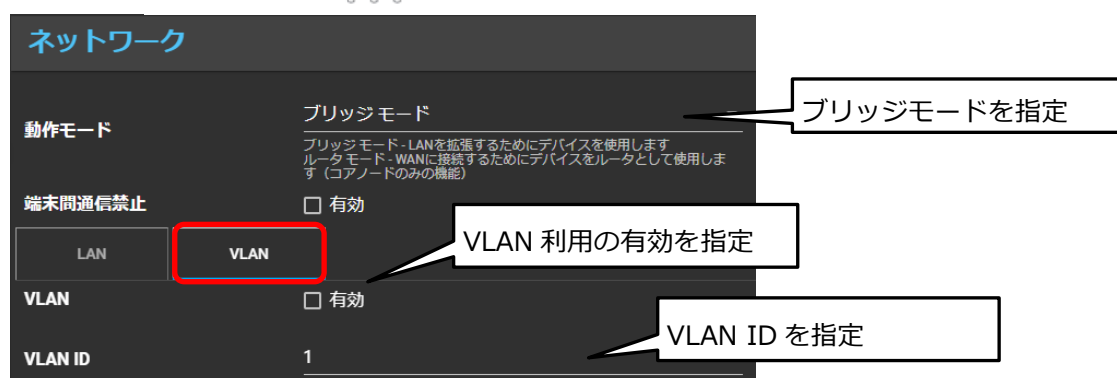 ネットワーク
動作モード
ブリッジ モード
ブリッジモードを指定
ブリッジ モード - LANを拡張するためにデバイスを使用します
ルータ モード - WANに接続するためにデバイスをルータとして使用しま
す（コアノードのみの機能）
端末間通信禁止
有効
VLAN 利用の有効を指定
LAN
VLAN
VLAN
有効
VLAN ID を指定
VLAN ID
1